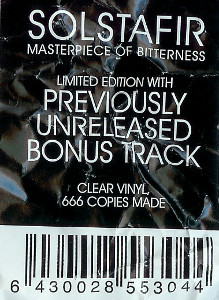 SOLSTAFIR
MASTERPIECE OF BITTERNESS
LIMITED EDITION WITH
PREVIOUSLY
UNRELEASED
BONUS TRACK
CLEAR VINYL,
666 COPIES MADE
6 430028 553044